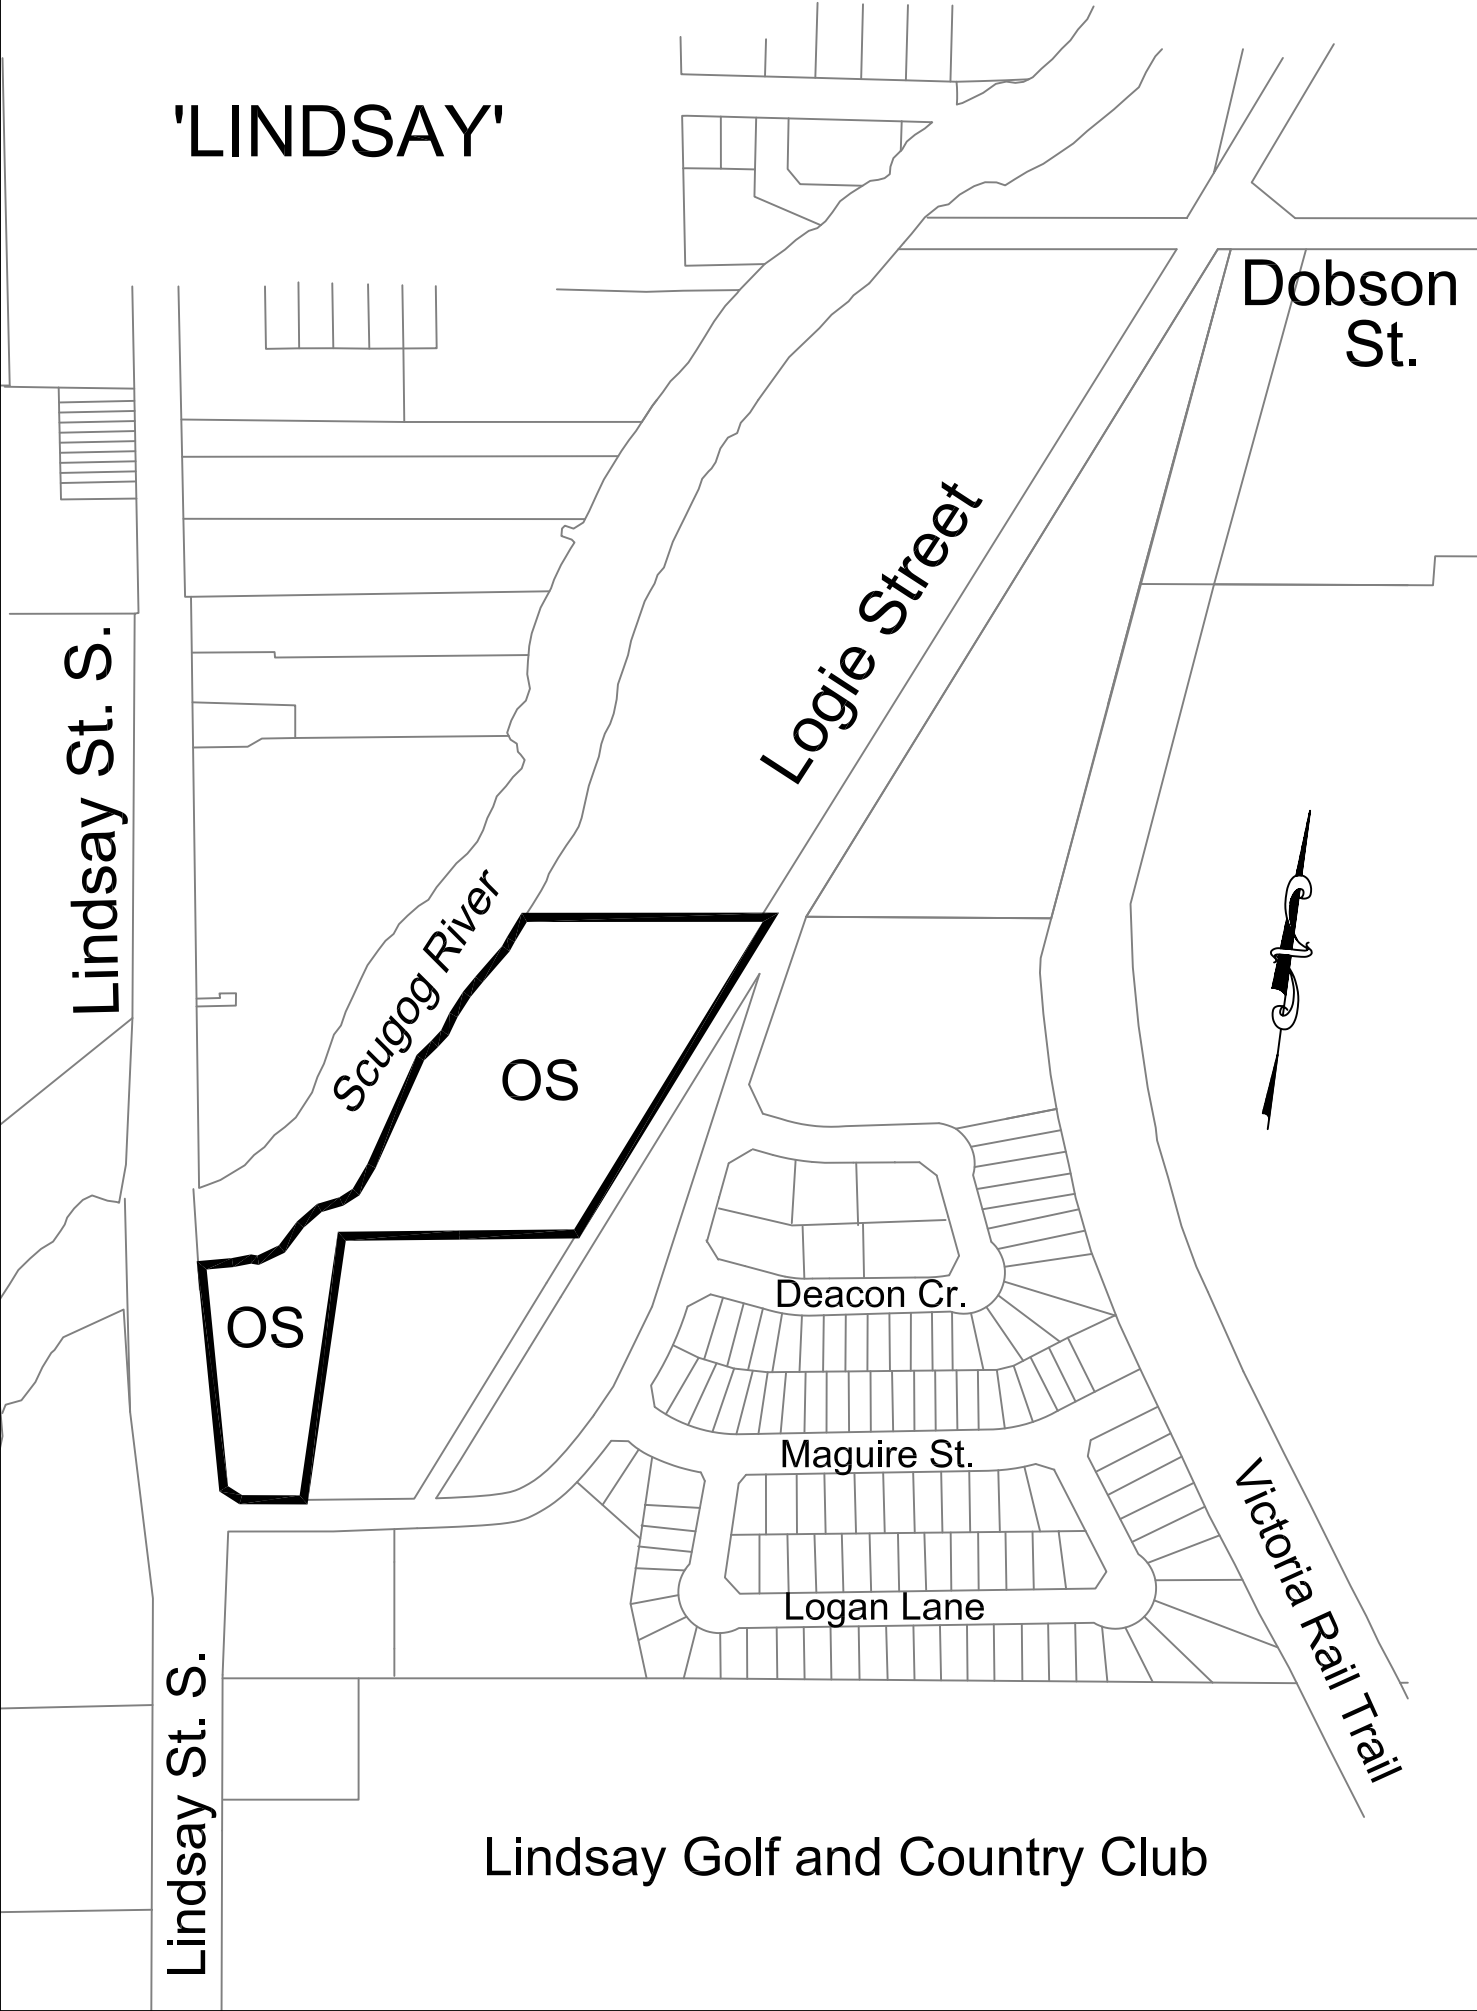 'LINDSAY'
Dobson
St.
Logie Street
Lindsay St. S.
Scugog River
OS
OS
Deacon Cr.
Maguire St.
Victoria Rail Trail
Logan Lane
Lindsay St. S.
Lindsay Golf and Country Club